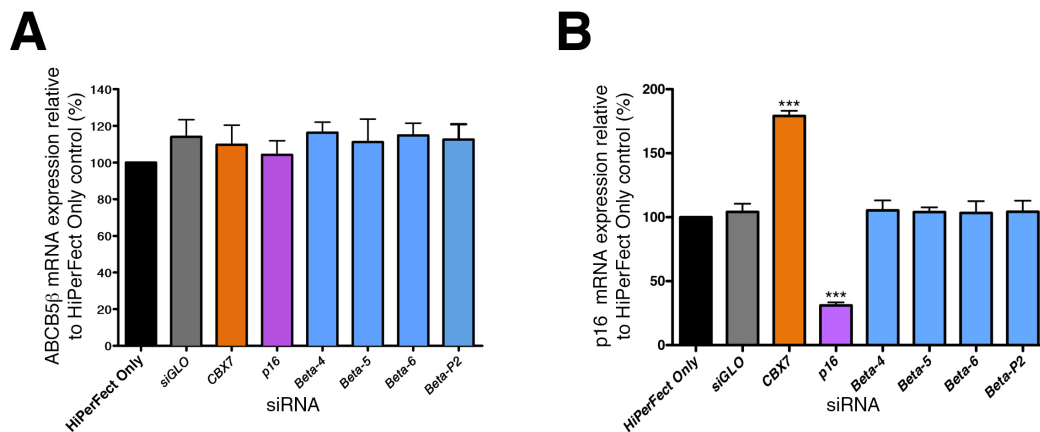 A
ABCB5β mRNA expression relative
to HiPerFect Only control (%)
140
120
100
80
60
40
20
0
HiPerFect Only
siGLO
CBX7
p16
Beta-4
Beta-5
Beta-6
Beta-P2
siRNA
B
p16 mRNA expression relative
to HiPerFect Only control (%)
200
150
100
50
0
***
***
HiPerFect Only
siGLO
CBX7
p16
Beta-4
Beta-5
Beta-6
Beta-P2
siRNA